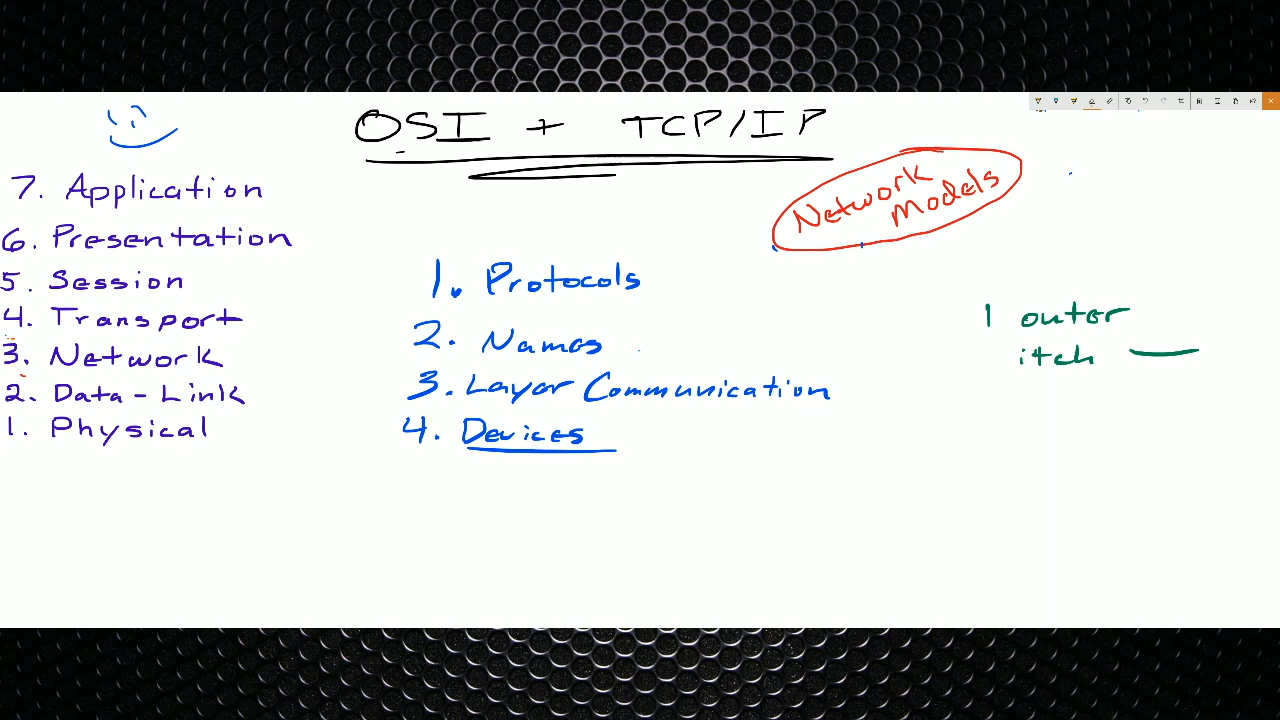 OSI + TCP/IP
Network
Models
7. Application
6. Presentation
5. Session
4. Transport
3. Network
2. Data-Link
1. Physical
1. Protocols
2. Names
3. Layer Communication
4. Devices
outer
itch